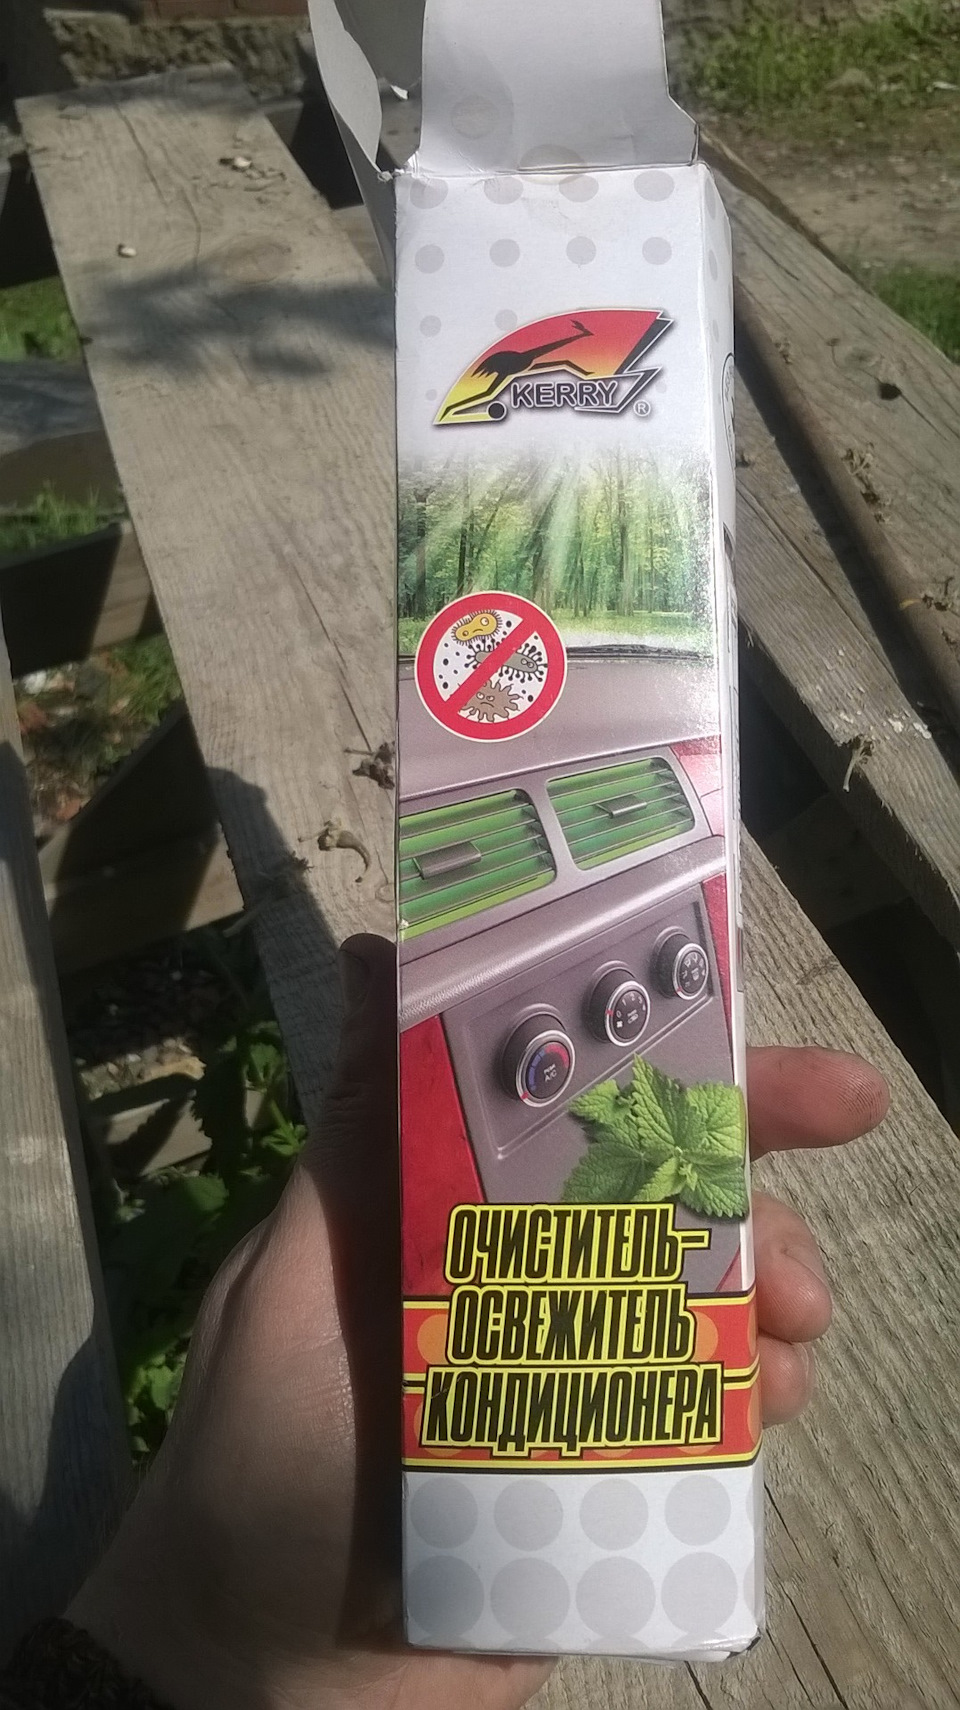 KERRY
®
ОЧИСТИТЕЛЬ-
ОСВЕЖИТЕЛЬ
КОНДИЦИОНЕРА